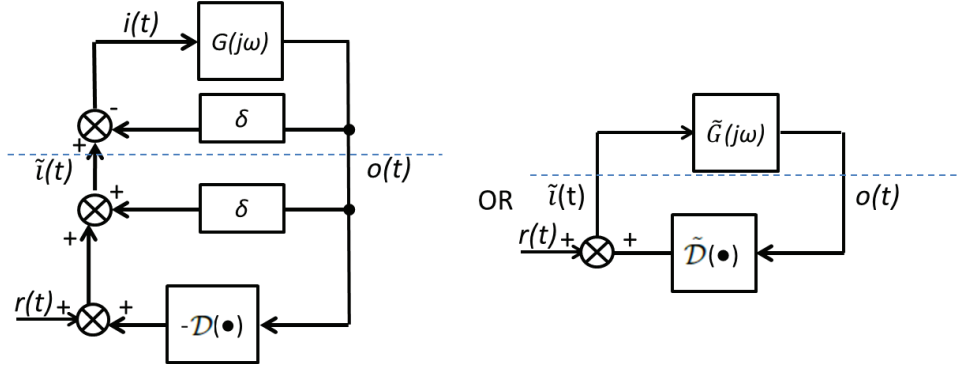 i(t)
G(jω)
-
δ
+
ĩ(t)
o(t)
+
δ
+
r(t) + +
-𝒟(●)
OR
G̃(jω)
ĩ(t)
o(t)
r(t) + +
𝒟̃(●)